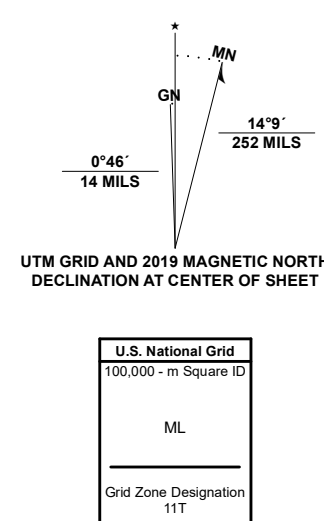 ★
MN
GN
14°9´
252 MILS
0°46´
14 MILS
UTM GRID AND 2019 MAGNETIC NORTH
DECLINATION AT CENTER OF SHEET
U.S. National Grid
100,000 - m Square ID
ML
Grid Zone Designation
11T